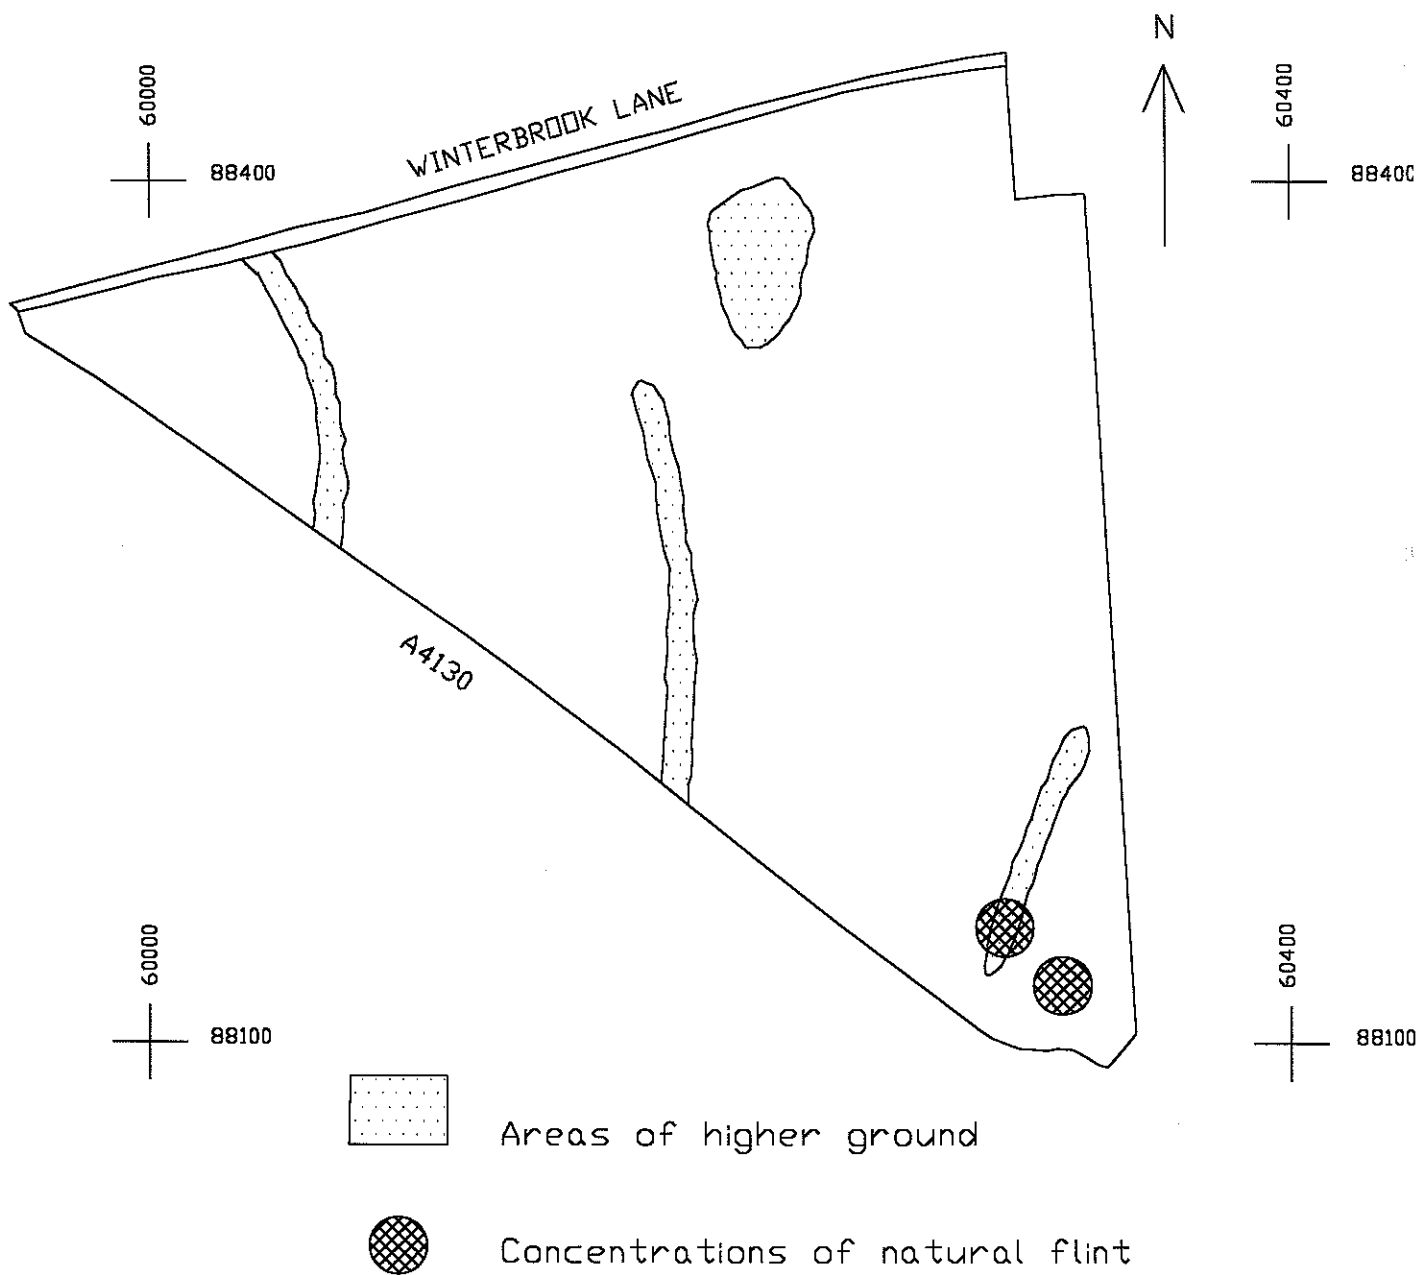 N
60000
60400
WINTERBROOK LANE
88400
88400
A4130
60000
60400
88100
88100
Areas of higher ground
Concentrations of natural flint